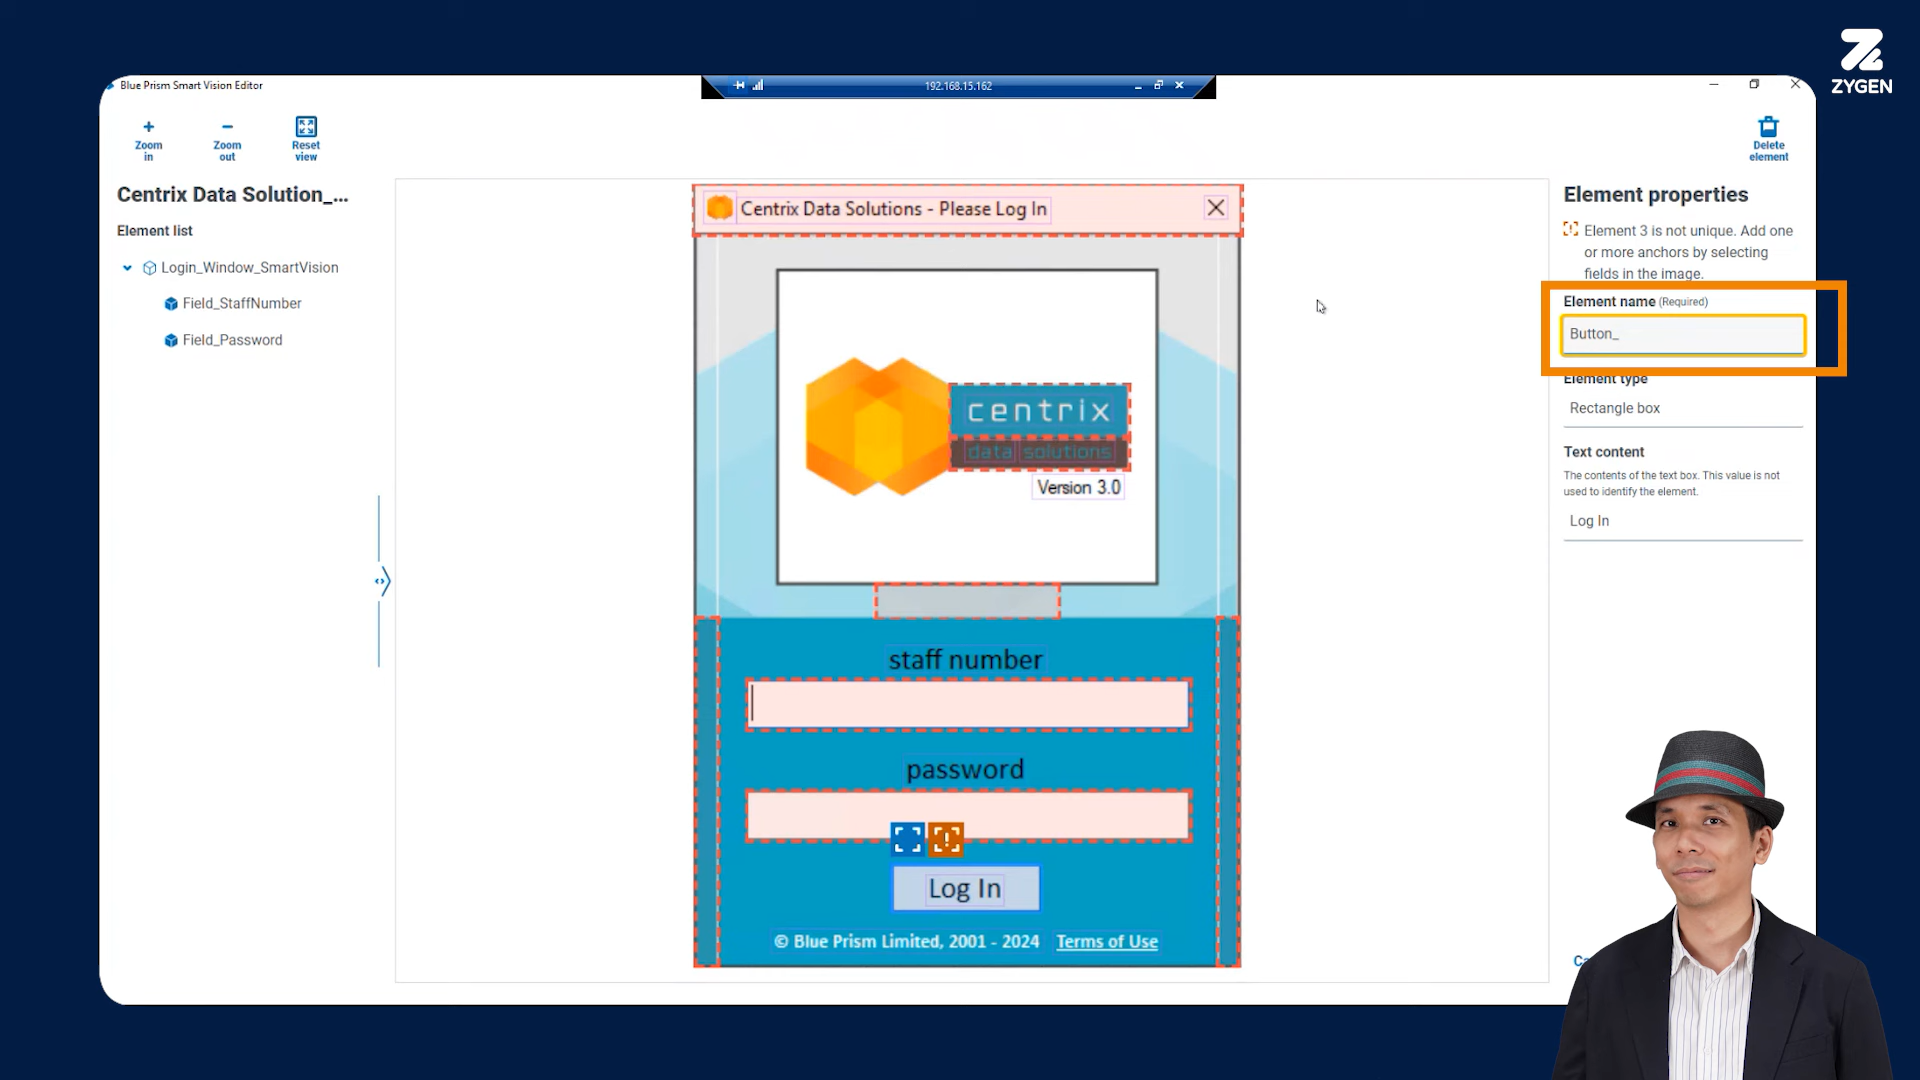 ZYGEN
Blue Prism Smart Vision Editor
192.168.15.162
Zoom in
Zoom out
Reset view
Delete element
Centrix Data Solution_...
Element list
Login_Window_SmartVision
Field_StaffNumber
Field_Password
Centrix Data Solutions - Please Log In
centrix
data solutions
Version 3.0
staff number
password
Log In
© Blue Prism Limited, 2001 - 2024 Terms of Use
Element properties
Element 3 is not unique. Add one
or more anchors by selecting
fields in the image.
Element name (Required)
Button_
Element type
Rectangle box
Text content
The contents of the text box. This value is not
used to identify the element.
Log In